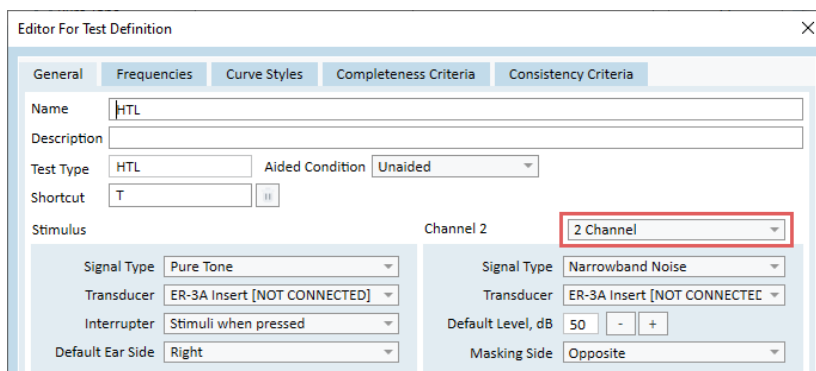 Editor For Test Definition
General Frequencies Curve Styles Completeness Criteria Consistency Criteria
Name HTL
Description
Test Type HTL Aided Condition Unaided
Shortcut T
Stimulus Channel 2 2 Channel
Signal Type Pure Tone Signal Type Narrowband Noise
Transducer ER-3A Insert [NOT CONNECTED] Transducer ER-3A Insert [NOT CONNECTEE
Interrupter Stimuli when pressed Default Level, dB 50 - +
Default Ear Side Right Masking Side Opposite